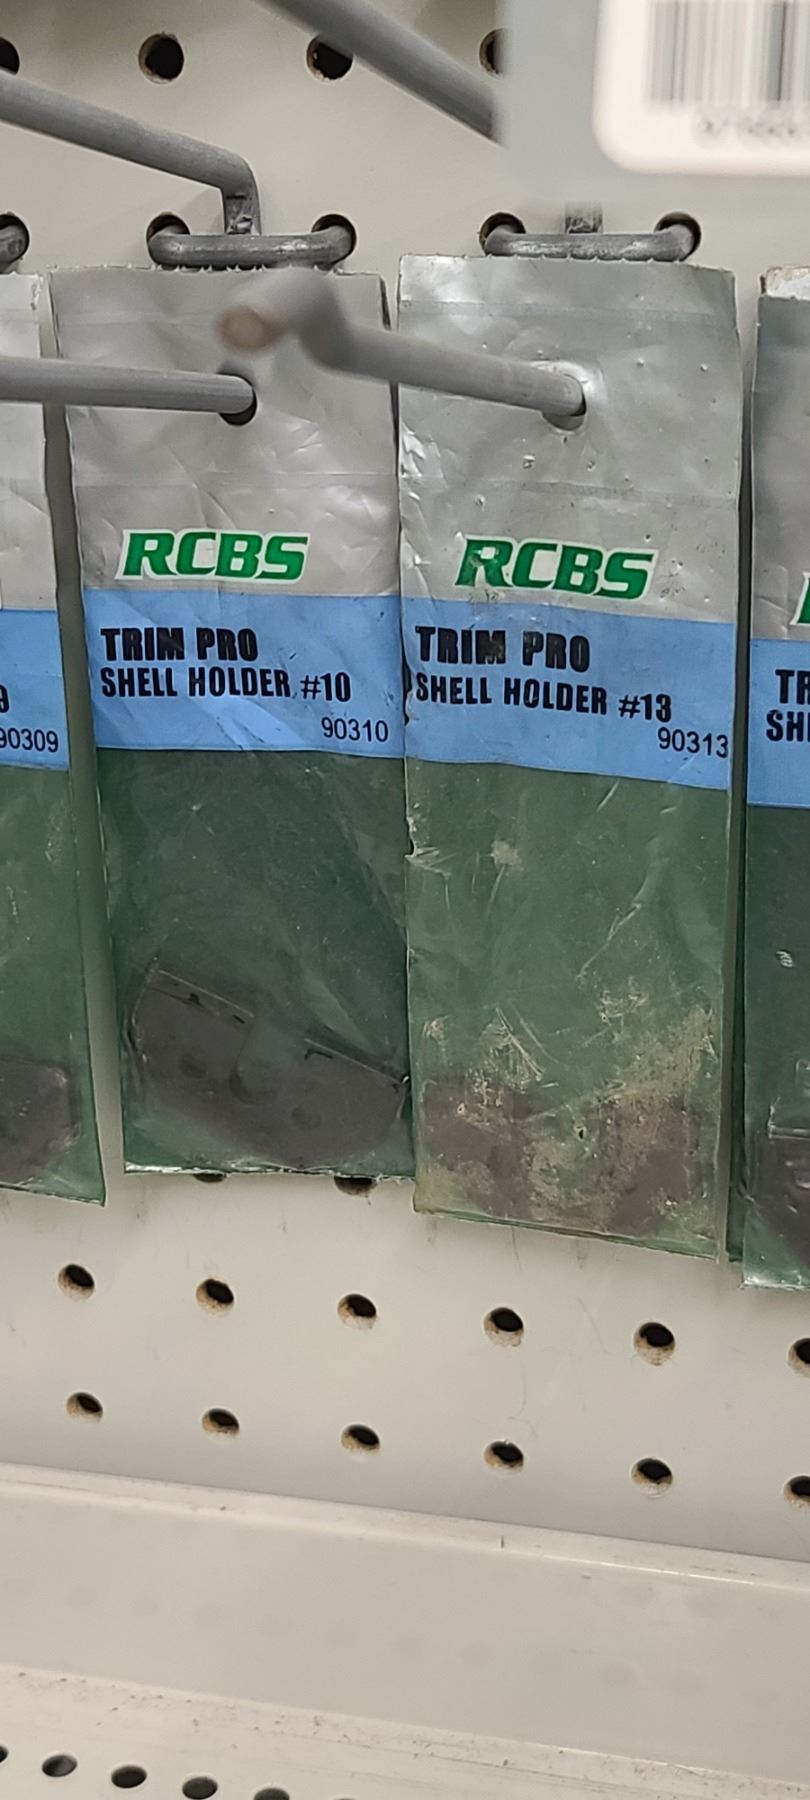 90309
RCBS
TRIM PRO
SHELL HOLDER #10
90310
RCBS
TRIM PRO
SHELL HOLDER #13
90313